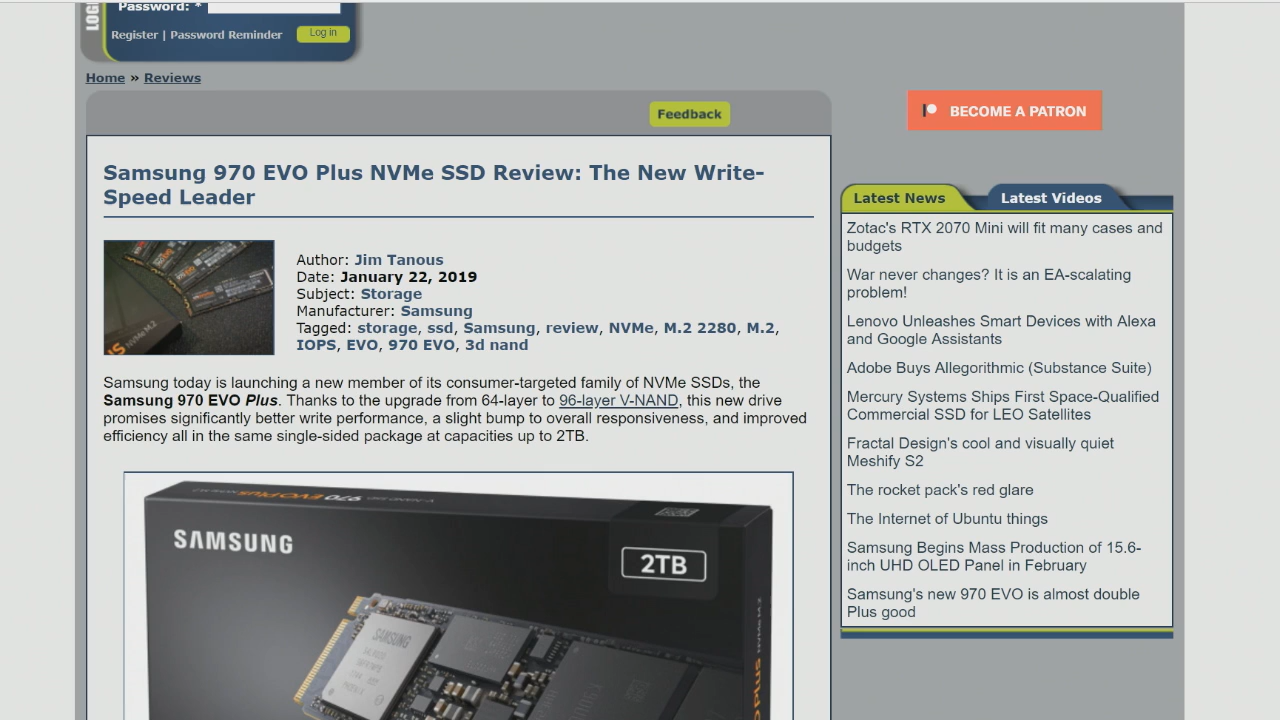 LOGI
Password: *
Register | Password Reminder
Log in
Home » Reviews
Feedback
BECOME A PATRON
Samsung 970 EVO Plus NVMe SSD Review: The New Write-
Speed Leader
Author: Jim Tanous
Date: January 22, 2019
Subject: Storage
Manufacturer: Samsung
Tagged: storage, ssd, Samsung, review, NVMe, M.2 2280, M.2,
IOPS, EVO, 970 EVO, 3d nand
Samsung today is launching a new member of its consumer-targeted family of NVMe SSDs, the
Samsung 970 EVO Plus. Thanks to the upgrade from 64-layer to 96-layer V-NAND, this new drive
promises significantly better write performance, a slight bump to overall responsiveness, and improved
efficiency all in the same single-sided package at capacities up to 2TB.
NVMe M.2
SAMSUNG
2TB
SAMSUNG
Latest News
Latest Videos
Zotac's RTX 2070 Mini will fit many cases and
budgets
War never changes? It is an EA-scalating
problem!
Lenovo Unleashes Smart Devices with Alexa
and Google Assistants
Adobe Buys Allegorithmic (Substance Suite)
Mercury Systems Ships First Space-Qualified
Commercial SSD for LEO Satellites
Fractal Design's cool and visually quiet
Meshify S2
The rocket pack's red glare
The Internet of Ubuntu things
Samsung Begins Mass Production of 15.6-
inch UHD OLED Panel in February
Samsung's new 970 EVO is almost double
Plus good